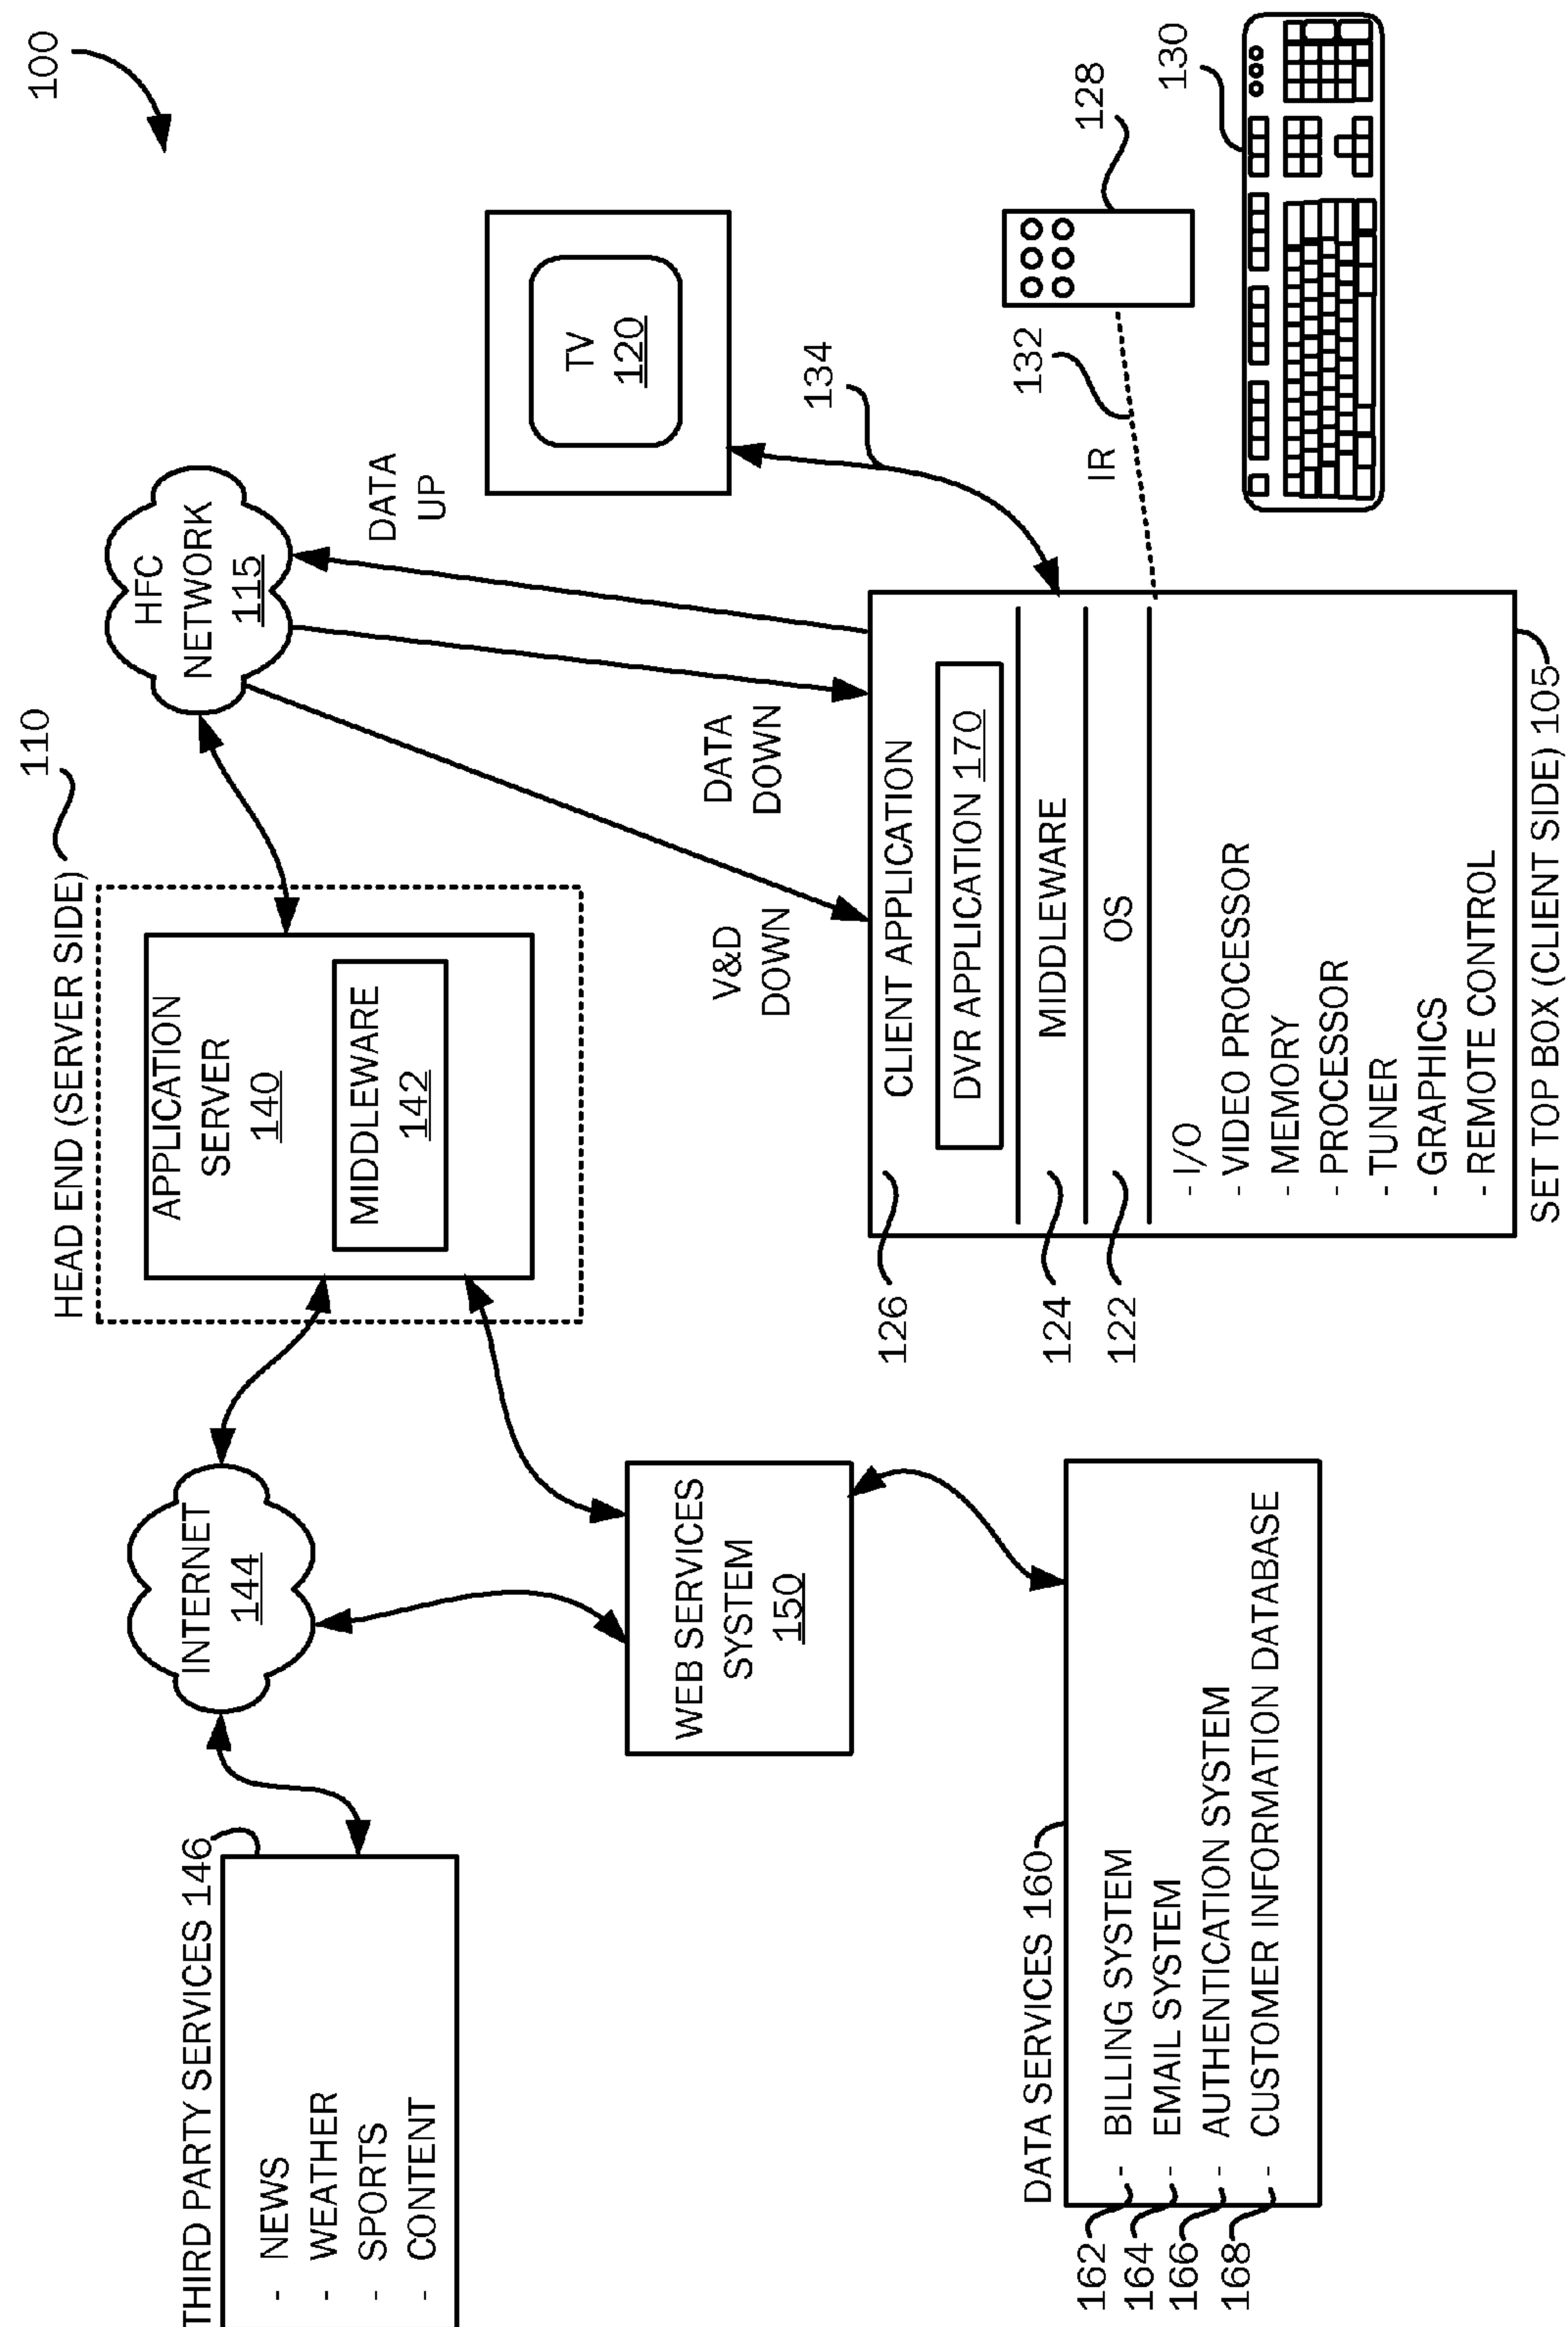 100
THIRD PARTY SERVICES 146
- NEWS
- WEATHER
- SPORTS
- CONTENT
INTERNET
144
HEAD END (SERVER SIDE)
110
APPLICATION
SERVER
140
MIDDLEWARE
142
HFC
NETWORK
115
WEB SERVICES
SYSTEM
150
V&D
DOWN
DATA
DOWN
DATA
UP
TV
120
134
DATA SERVICES 160
162 - BILLING SYSTEM
164 - EMAIL SYSTEM
166 - AUTHENTICATION SYSTEM
168 - CUSTOMER INFORMATION DATABASE
126
CLIENT APPLICATION
DVR APPLICATION 170
124
MIDDLEWARE
122
OS
- I/O
- VIDEO PROCESSOR
- MEMORY
- PROCESSOR
- TUNER
- GRAPHICS
- REMOTE CONTROL
SET TOP BOX (CLIENT SIDE) 105
132
IR
128
130